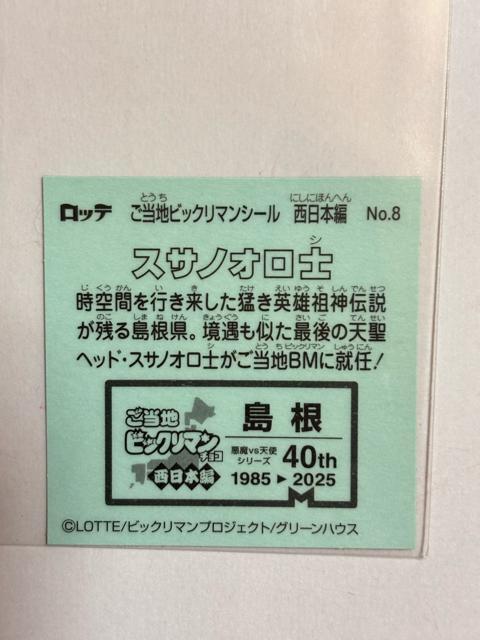 ロッテ ご当地ビックリマンシール 西日本編 No.8
スサノオロ士
時空間を行き来した猛き英雄祖神伝説
が残る島根県。境遇も似た最後の天聖
ヘッド・スサノオロ士がご当地BMに就任!
ご当地
ビックリマン
チョコ
西日本編
島根
悪魔vs天使
シリーズ 40th
1985▶2025
©LOTTE/ビックリマンプロジェクト/グリーンハウス